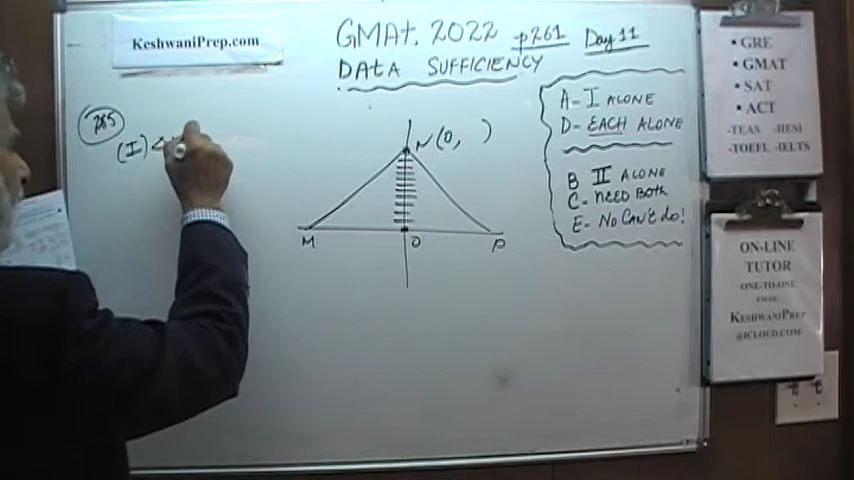 KeshwaniPrep.com
GMAt. 2022 p261 Day 11
DAtA SUFFICIENCY
285
(I)
N(0, )
M
O
P
A- I ALONE
D- EACH ALONE
B II ALONE
C- NEED BOTH
E- No CAN't do!
• GRE
• GMAT
• SAT
• ACT
-TEAS -HESI
-TOEFL -IELTS
ON-LINE
TUTOR
ONE-TO-ONE
KESHWANIPREP
@ICLOUD.COM